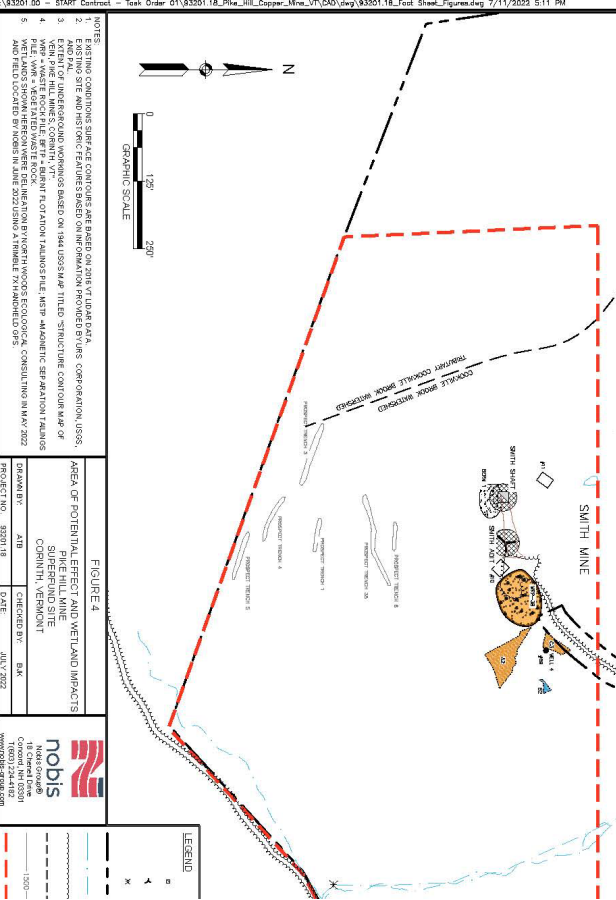 :\93201.00 - START Contract - Task Order 01\93201.18_Pike_Hill_Copper_Mine_VT\CAD\dwg\93201.18_Fact Sheet_Figures.dwg 7/11/2022 5:11 PM
N
0 125' 250'
GRAPHIC SCALE
NOTES:
1. EXISTING CONDITIONS SURFACE CONTOURS ARE BASED ON 2016 VT LIDAR DATA.
2. EXISTING SITE AND HISTORIC FEATURES BASED ON INFORMATION PROVIDED BY URS CORPORATION, USGS,
AND PAL.
3. EXTENT OF UNDERGROUND WORKINGS BASED ON 1944 USGS MAP TITLED "STRUCTURE CONTOUR MAP OF
VEIN, PIKE HILL MINES, CORINTH, VT".
4. WRP = WASTE ROCK PILE; BFTP = BURNT FLOTATION TAILINGS PILE; MSTP = MAGNETIC SEPARATION TAILINGS
PILE; VWR = VEGETATED WASTE ROCK.
5. WETLANDS SHOWN HEREON WERE DELINEATION BY NORTH WOODS ECOLOGICAL CONSULTING IN MAY 2022
AND FIELD LOCATED BY NOBIS IN JUNE 2022 USING A TRIMBLE 7X HANDHELD GPS.
TRIBUTARY COOKVILLE BROOK WATERSHED
COOKVILLE BROOK WATERSHED
SMITH MINE
SMITH SHAFT
SMITH ADIT
PROSPECT TRENCH 3
PROSPECT TRENCH 4
PROSPECT TRENCH 5
PROSPECT TRENCH 1
PROSPECT TRENCH 3A
PROSPECT TRENCH 6
FIGURE 4
AREA OF POTENTIAL EFFECT AND WETLAND IMPACTS
PIKE HILL MINE
SUPERFUND SITE
CORINTH, VERMONT
DRAWN BY: ATB
CHECKED BY: BJK
PROJECT NO. 93201.18
DATE: JULY 2022
nobis
Nobis Group®
18 Chenell Drive
Concord, NH 03301
T(603) 224-4182
www.nobis-group.com
LEGEND
1500